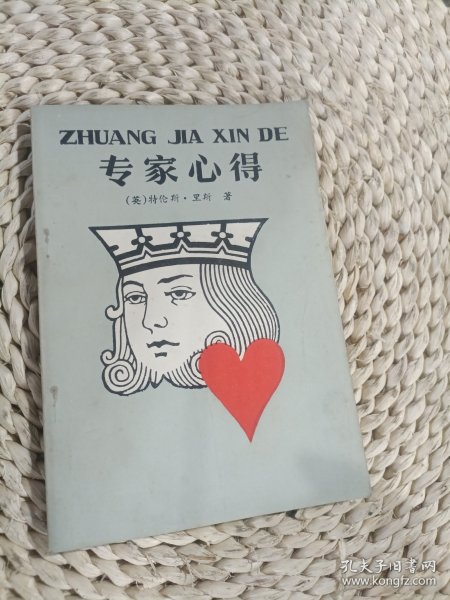 ZHUANG JIA XIN DE
专家心得
(英)特伦斯·里斯 著
孔夫子旧书网
www.kongfz.com